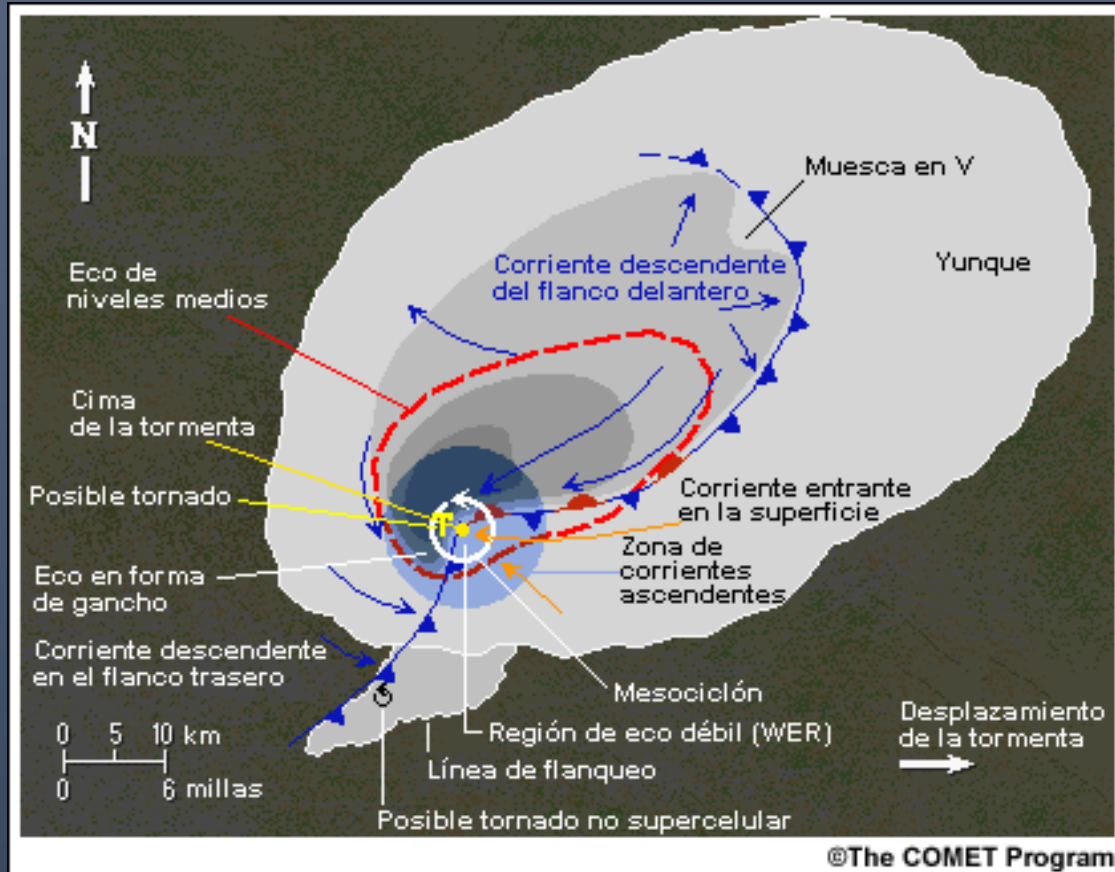 N
Muesca en V
Yunque
Corriente descendente
del flanco delantero
Eco de
niveles medios
Cima
de la tormenta
Posible tornado
T
Corriente entrante
en la superficie
Zona de
corrientes
ascendentes
Eco en forma
de gancho
Corriente descendente
en el flanco trasero
Mesociclón
Región de eco débil (WER)
Línea de flanqueo
Posible tornado no supercelular
Desplazamiento
de la tormenta
0 5 10 km
0 6 millas
©The COMET Program